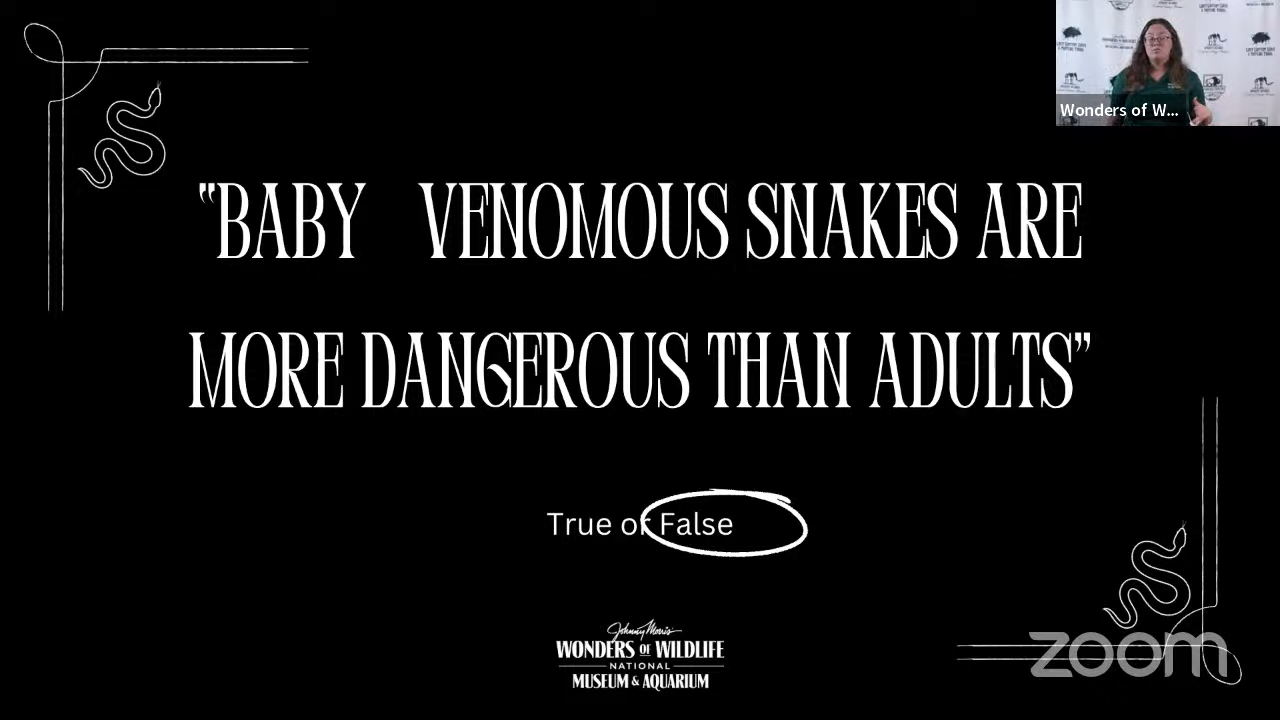 Wonders of W...
"BABY VENOMOUS SNAKES ARE
MORE DANGEROUS THAN ADULTS"
True or False
Johnny Morris'
WONDERS OF WILDLIFE
NATIONAL
MUSEUM & AQUARIUM
zoom